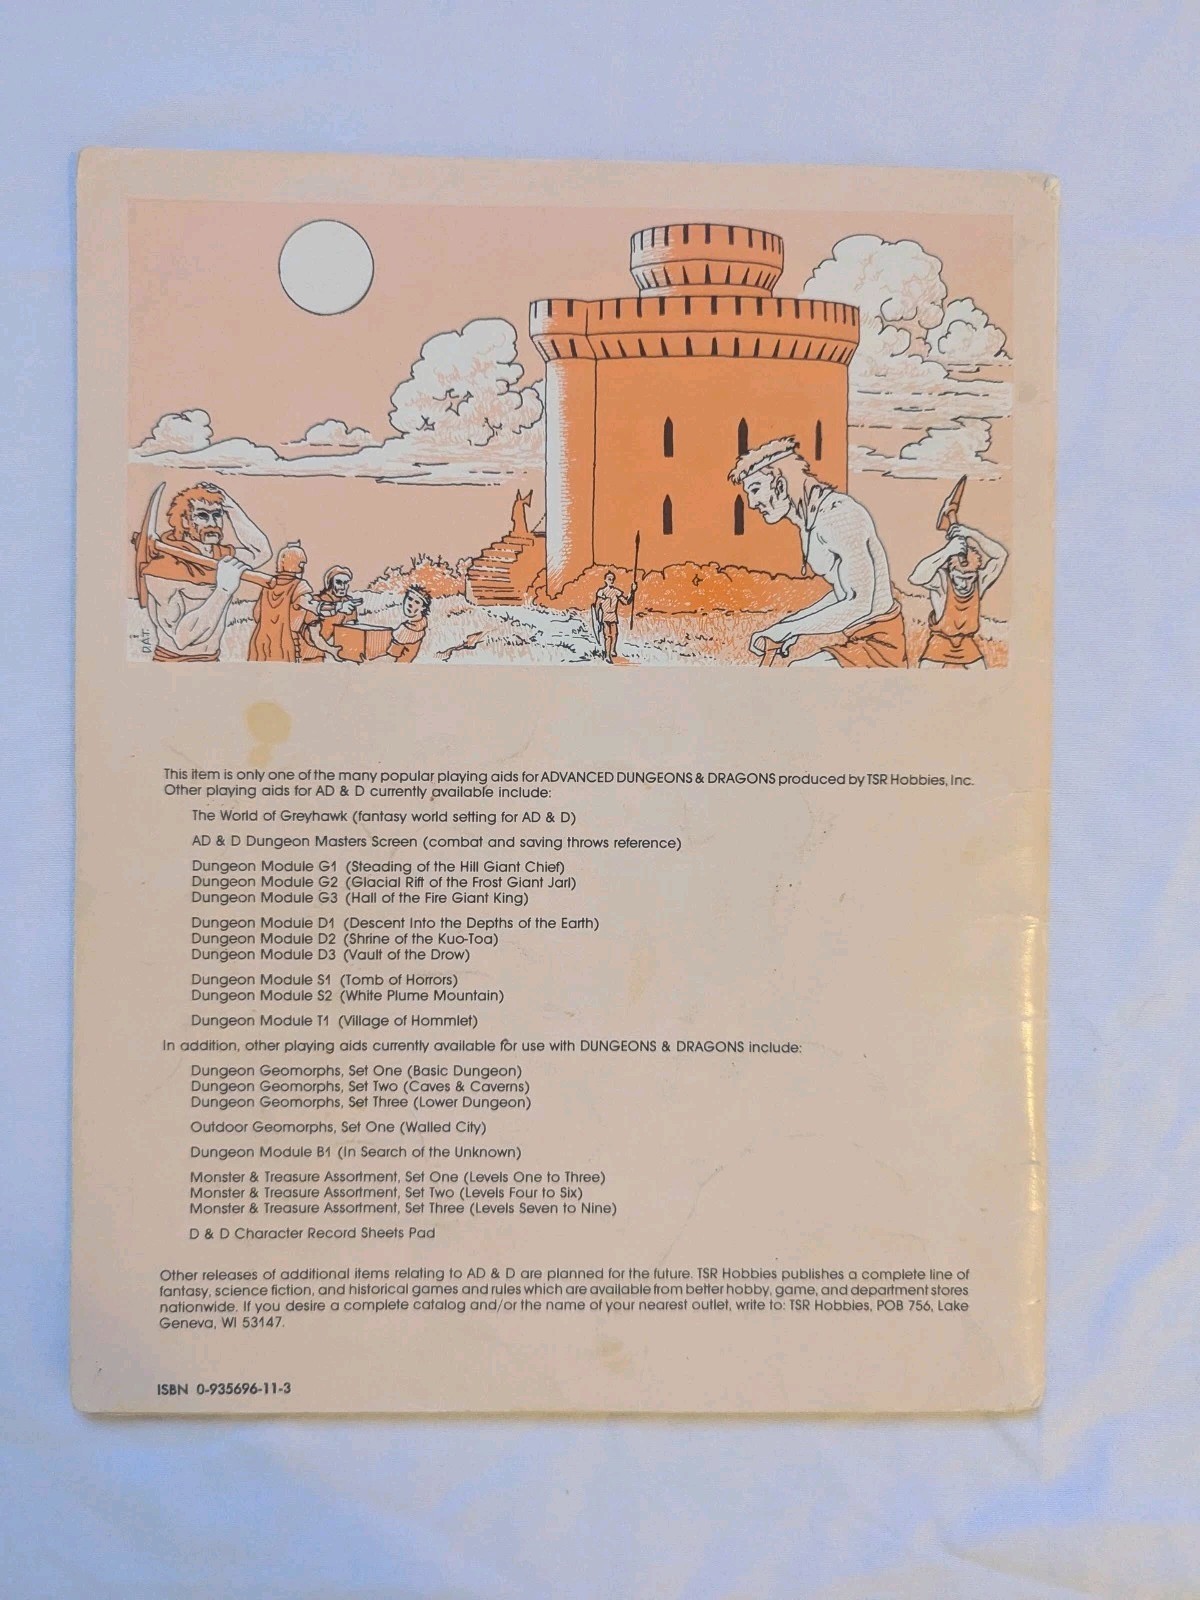 D.A.T.
This item is only one of the many popular playing aids for ADVANCED DUNGEONS & DRAGONS produced by TSR Hobbies, Inc.
Other playing aids for AD & D currently available include:
The World of Greyhawk (fantasy world setting for AD & D)
AD & D Dungeon Masters Screen (combat and saving throws reference)
Dungeon Module G1 (Steading of the Hill Giant Chief)
Dungeon Module G2 (Glacial Rift of the Frost Giant Jarl)
Dungeon Module G3 (Hall of the Fire Giant King)
Dungeon Module D1 (Descent Into the Depths of the Earth)
Dungeon Module D2 (Shrine of the Kuo-Toa)
Dungeon Module D3 (Vault of the Drow)
Dungeon Module S1 (Tomb of Horrors)
Dungeon Module S2 (White Plume Mountain)
Dungeon Module T1 (Village of Hommlet)
In addition, other playing aids currently available for use with DUNGEONS & DRAGONS include:
Dungeon Geomorphs, Set One (Basic Dungeon)
Dungeon Geomorphs, Set Two (Caves & Caverns)
Dungeon Geomorphs, Set Three (Lower Dungeon)
Outdoor Geomorphs, Set One (Walled City)
Dungeon Module B1 (In Search of the Unknown)
Monster & Treasure Assortment, Set One (Levels One to Three)
Monster & Treasure Assortment, Set Two (Levels Four to Six)
Monster & Treasure Assortment, Set Three (Levels Seven to Nine)
D & D Character Record Sheets Pad
Other releases of additional items relating to AD & D are planned for the future. TSR Hobbies publishes a complete line of
fantasy, science fiction, and historical games and rules which are available from better hobby, game, and department stores
nationwide. If you desire a complete catalog and/or the name of your nearest outlet, write to: TSR Hobbies, POB 756, Lake
Geneva, WI 53147.
ISBN 0-935696-11-3